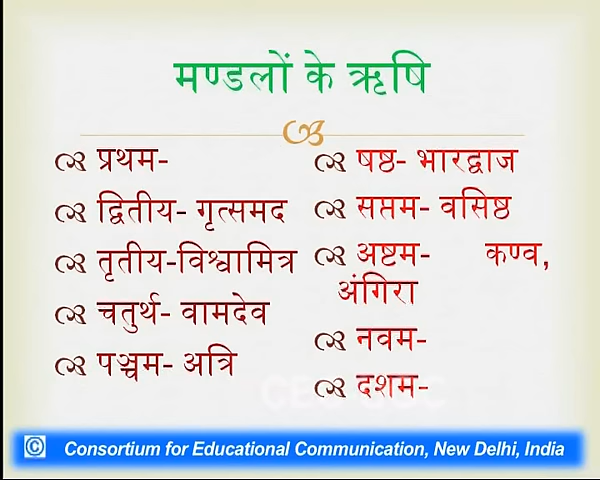 मण्डलों के ऋषि
प्रथम-
द्वितीय- गृत्समद
तृतीय-विश्वामित्र
चतुर्थ- वामदेव
पञ्चम- अत्रि
षष्ठ- भारद्वाज
सप्तम- वसिष्ठ
अष्टम- कण्व,
अंगिरा
नवम-
दशम-
© Consortium for Educational Communication, New Delhi, India